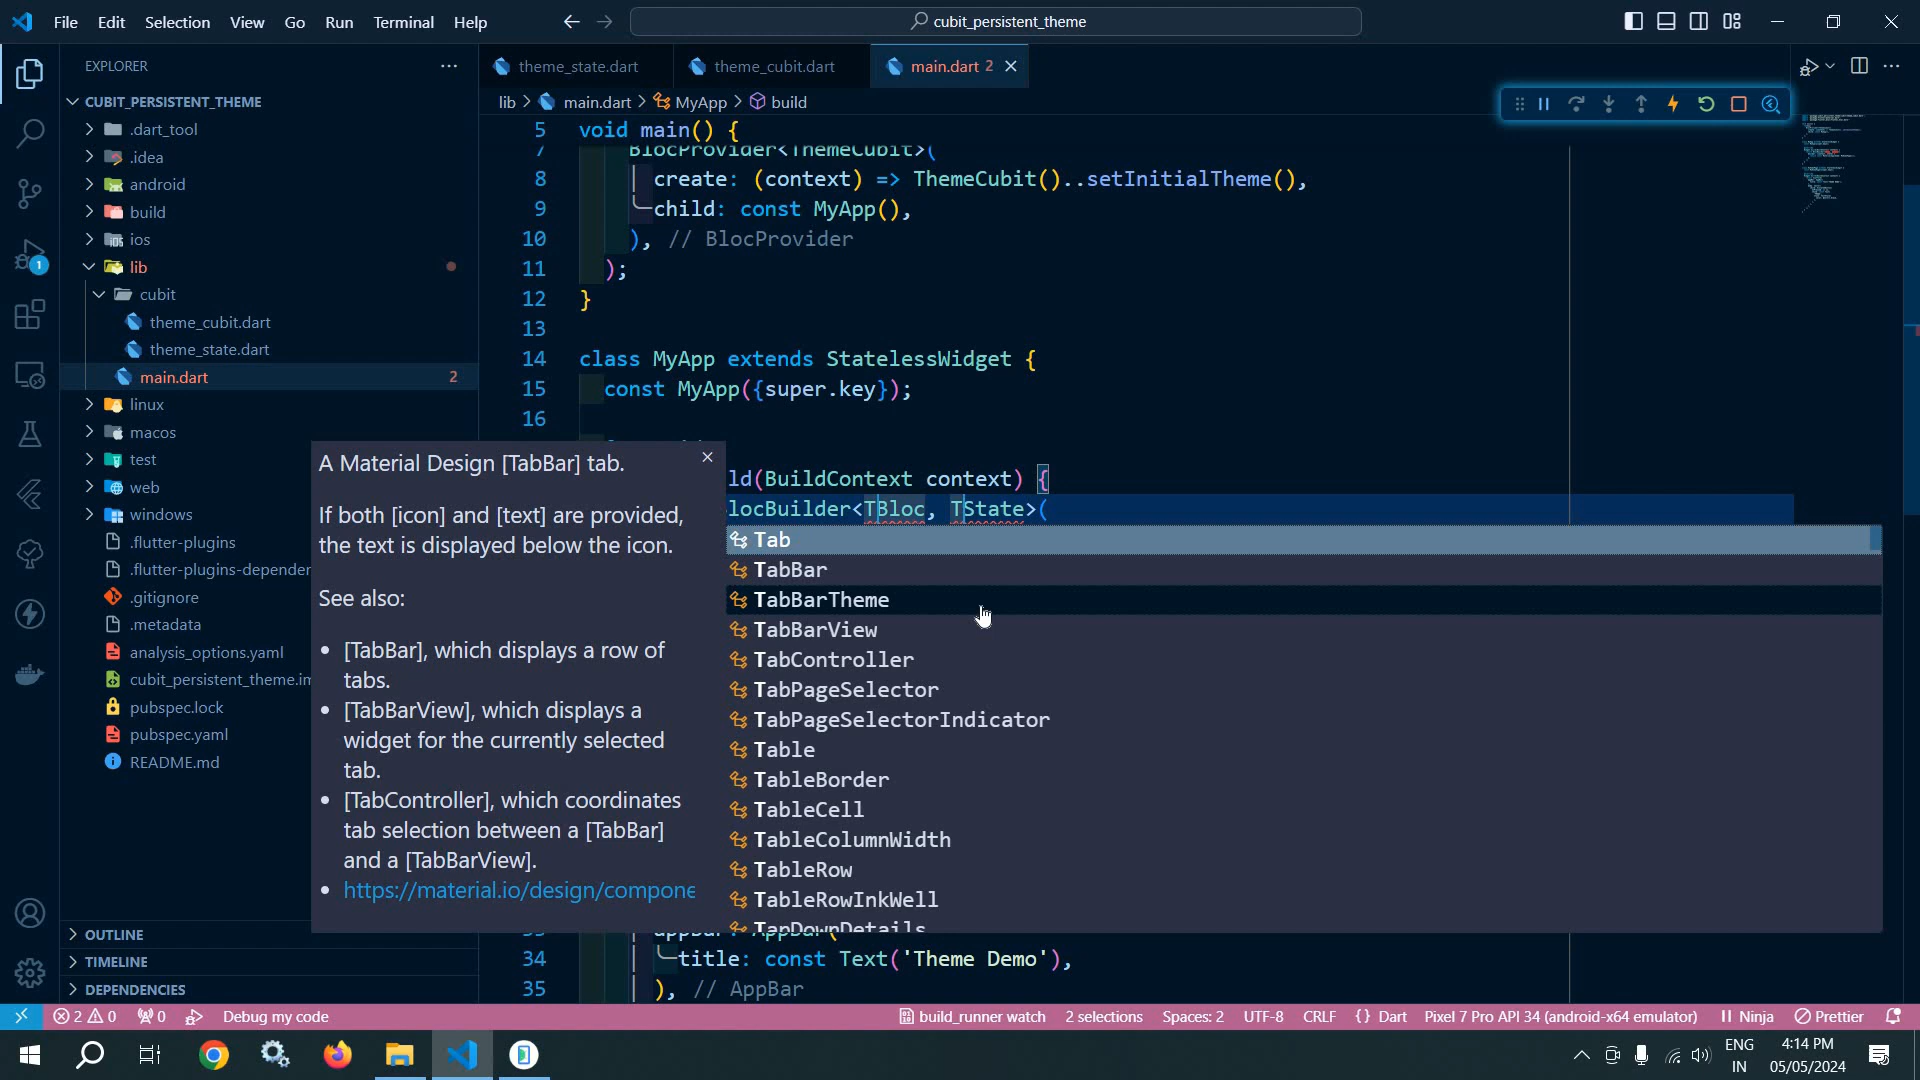 File Edit Selection View Go Run Terminal Help
cubit_persistent_theme
EXPLORER
CUBIT_PERSISTENT_THEME
.dart_tool
.idea
android
build
ios
lib
cubit
theme_cubit.dart
theme_state.dart
main.dart 2
linux
macos
test
web
windows
.flutter-plugins
.flutter-plugins-depender
.gitignore
.metadata
analysis_options.yaml
cubit_persistent_theme.im
pubspec.lock
pubspec.yaml
README.md
OUTLINE
TIMELINE
DEPENDENCIES
1
theme_state.dart theme_cubit.dart main.dart 2
lib > main.dart > MyApp > build
5 void main() {
7 BlocProvider<ThemeCubit>(
8 create: (context) => ThemeCubit()..setInitialTheme(),
9 child: const MyApp(),
10 ), // BlocProvider
11 );
12 }
13
14 class MyApp extends StatelessWidget {
15 const MyApp({super.key});
16
ld(BuildContext context) {
locBuilder<TBloc, TState>(
A Material Design [TabBar] tab.
If both [icon] and [text] are provided,
the text is displayed below the icon.
See also:
• [TabBar], which displays a row of
tabs.
• [TabBarView], which displays a
widget for the currently selected
tab.
• [TabController], which coordinates
tab selection between a [TabBar]
and a [TabBarView].
• https://material.io/design/compone
Tab
TabBar
TabBarTheme
TabBarView
TabController
TabPageSelector
TabPageSelectorIndicator
Table
TableBorder
TableCell
TableColumnWidth
TableRow
TableRowInkWell
TapDownDetails
33 appBar: AppBar(
34 title: const Text('Theme Demo'),
35 ), // AppBar
2 0 0 Debug my code build_runner watch 2 selections Spaces: 2 UTF-8 CRLF {} Dart Pixel 7 Pro API 34 (android-x64 emulator) Ninja Prettier
ENG
IN
4:14 PM
05/05/2024